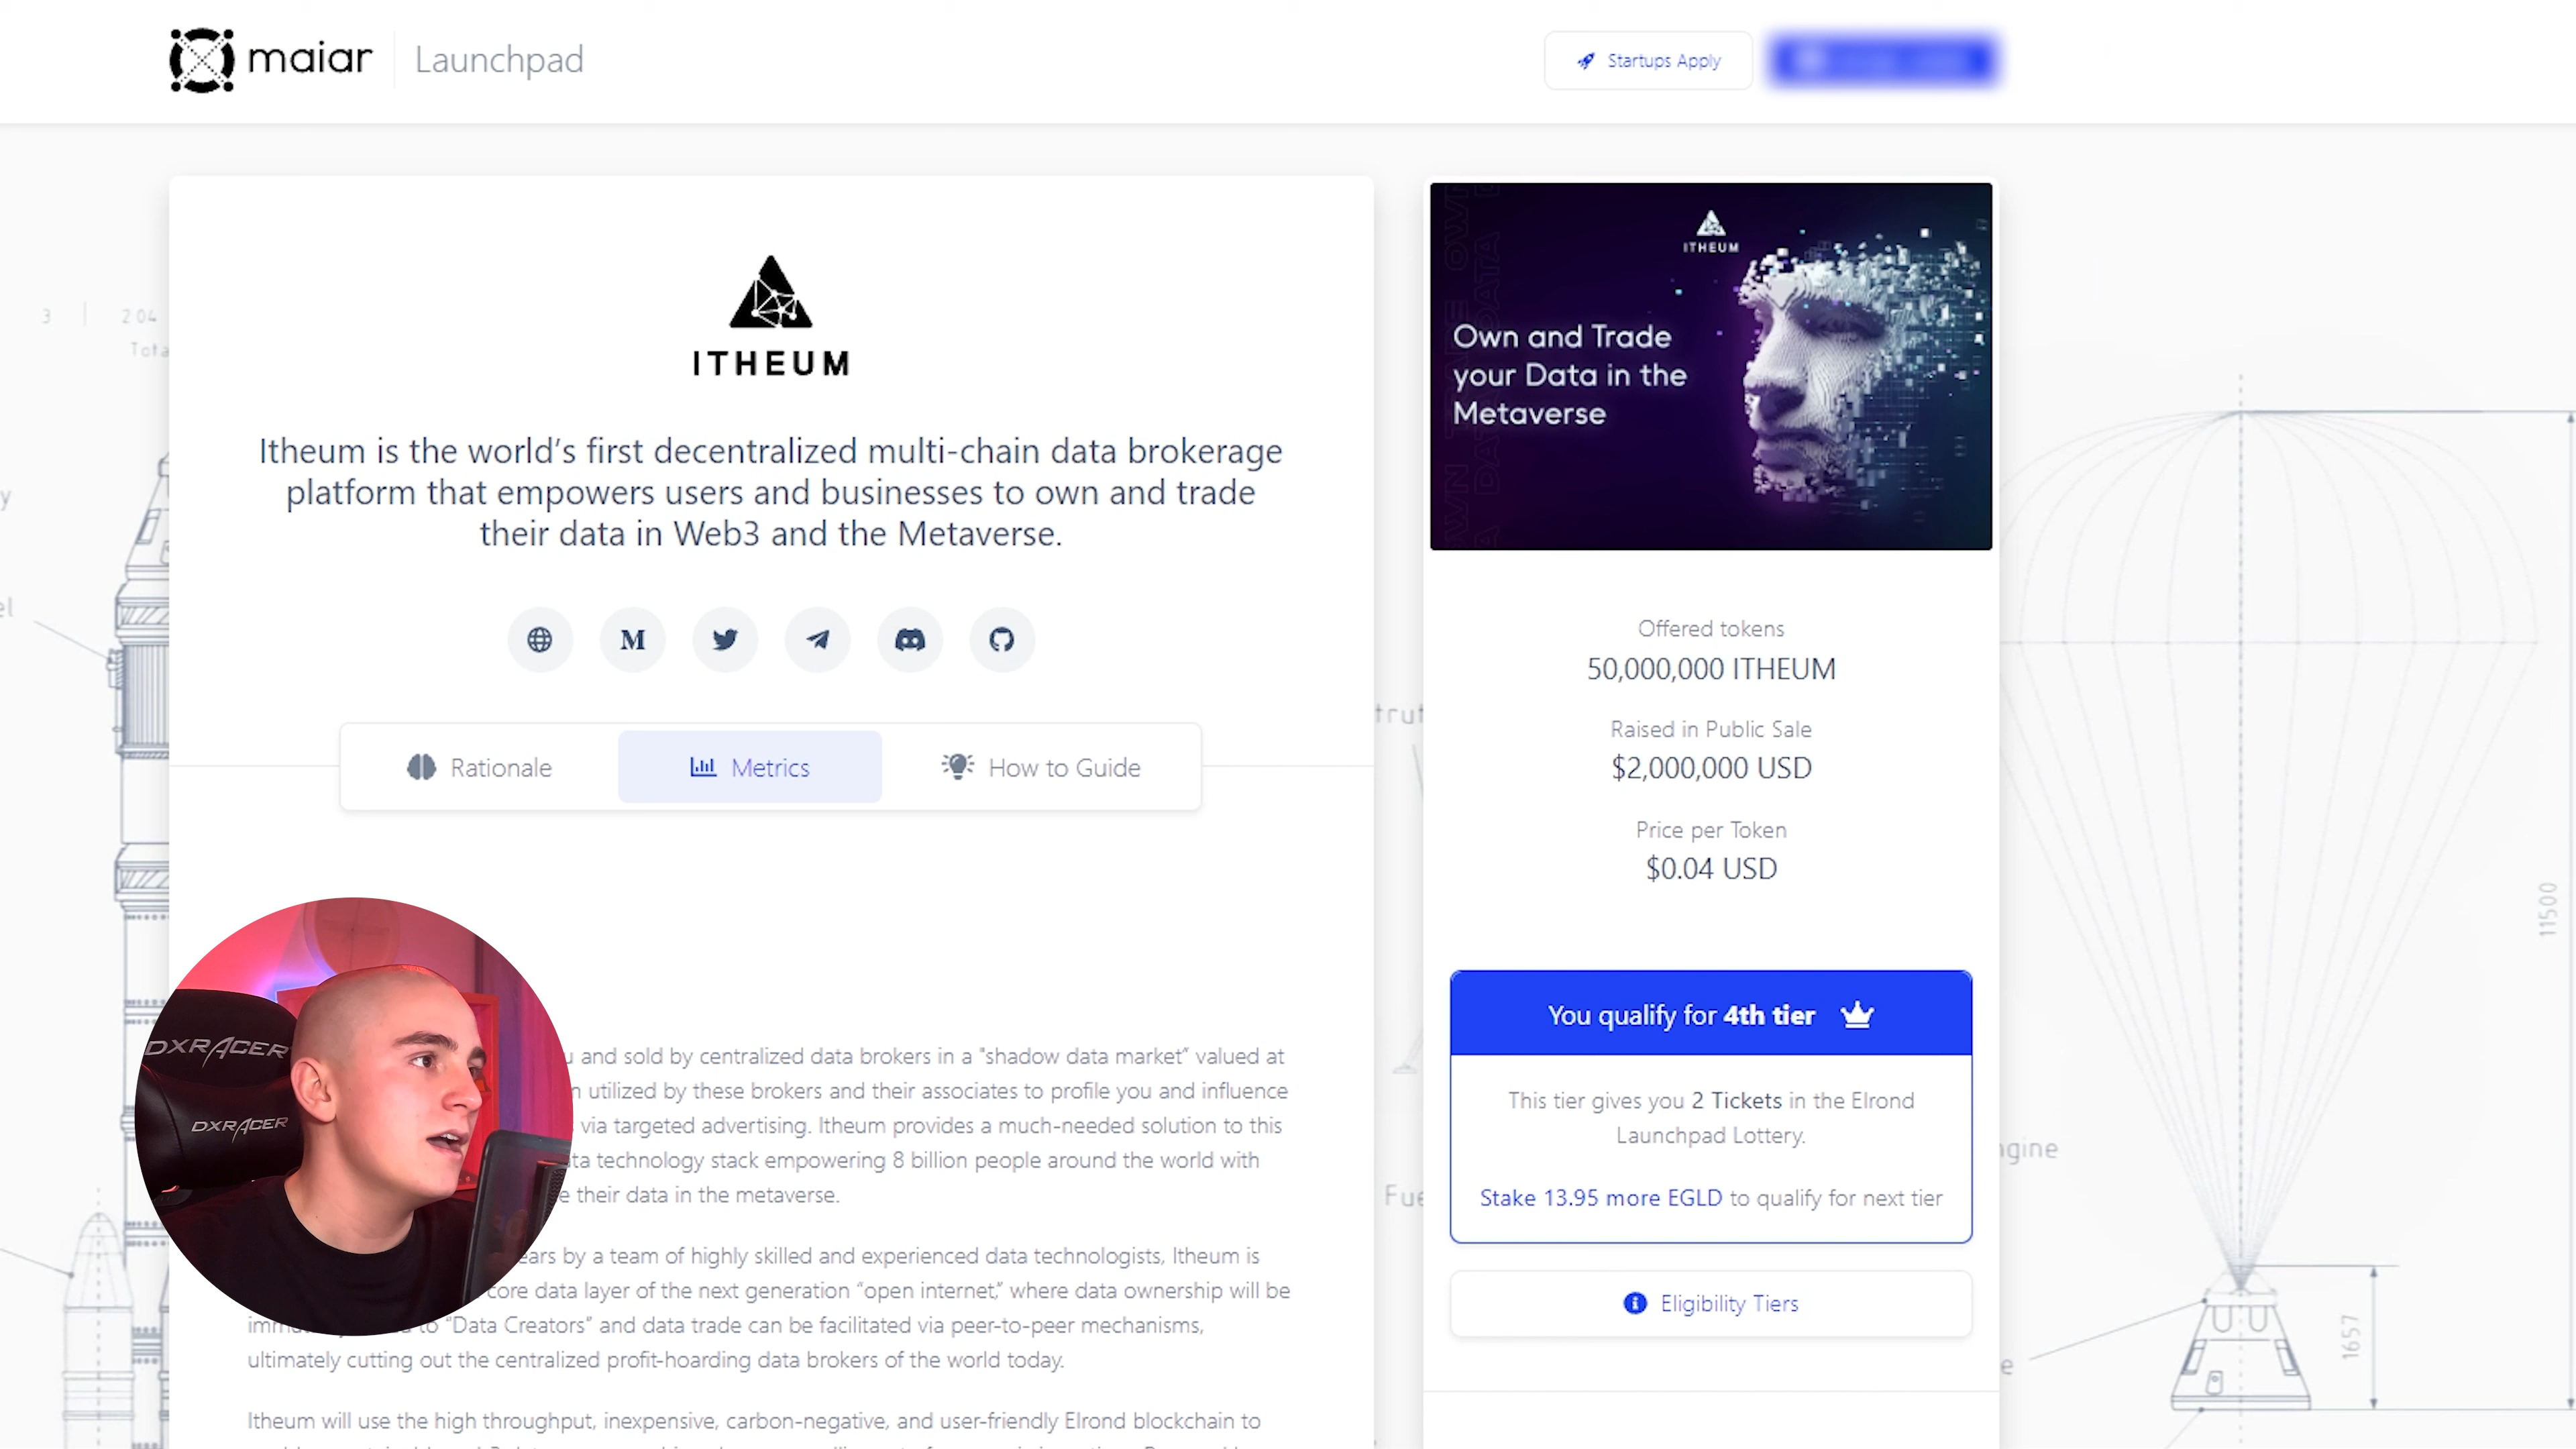 maiar
Launchpad
Startups Apply
ITHEUM
Itheum is the world's first decentralized multi-chain data brokerage
platform that empowers users and businesses to own and trade
their data in Web3 and the Metaverse.
M
Rationale
Metrics
How to Guide
and sold by centralized data brokers in a "shadow data market" valued at
utilized by these brokers and their associates to profile you and influence
via targeted advertising. Itheum provides a much-needed solution to this
technology stack empowering 8 billion people around the world with
their data in the metaverse.
by a team of highly skilled and experienced data technologists, Itheum is
core data layer of the next generation "open internet," where data ownership will be
"Data Creators" and data trade can be facilitated via peer-to-peer mechanisms,
ultimately cutting out the centralized profit-hoarding data brokers of the world today.
Itheum will use the high throughput, inexpensive, carbon-negative, and user-friendly Elrond blockchain to
DXRACER
DXRACER
ITHEUM
Own and Trade
your Data in the
Metaverse
Offered tokens
50,000,000 ITHEUM
Raised in Public Sale
$2,000,000 USD
Price per Token
$0.04 USD
You qualify for 4th tier
This tier gives you 2 Tickets in the Elrond
Launchpad Lottery.
Stake 13.95 more EGLD to qualify for next tier
Eligibility Tiers
3
204
11500
1657